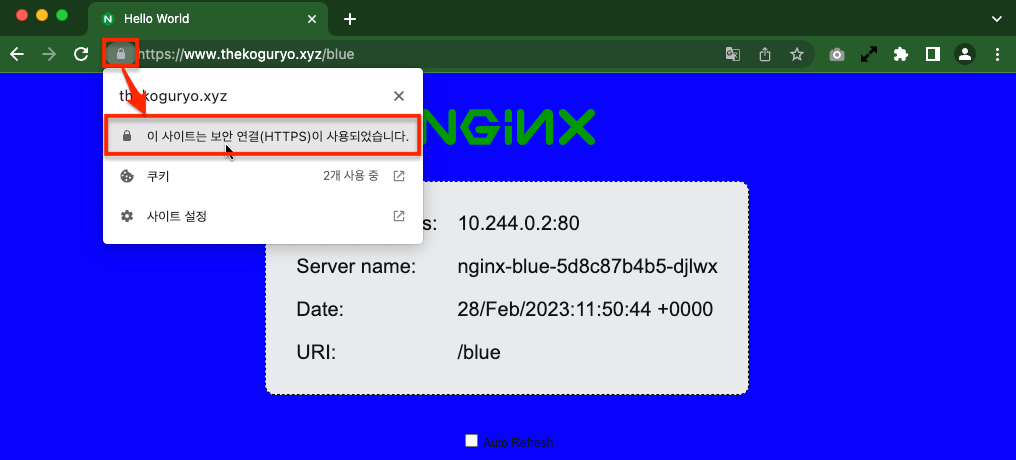 Hello World
https://www.thekoguryo.xyz/blue
thekoguryo.xyz
이 사이트는 보안 연결(HTTPS)이 사용되었습니다.
쿠키 2개 사용 중
사이트 설정
NGINX
s: 10.244.0.2:80
Server name: nginx-blue-5d8c87b4b5-djlwx
Date: 28/Feb/2023:11:50:44 +0000
URI: /blue
Auto Refresh